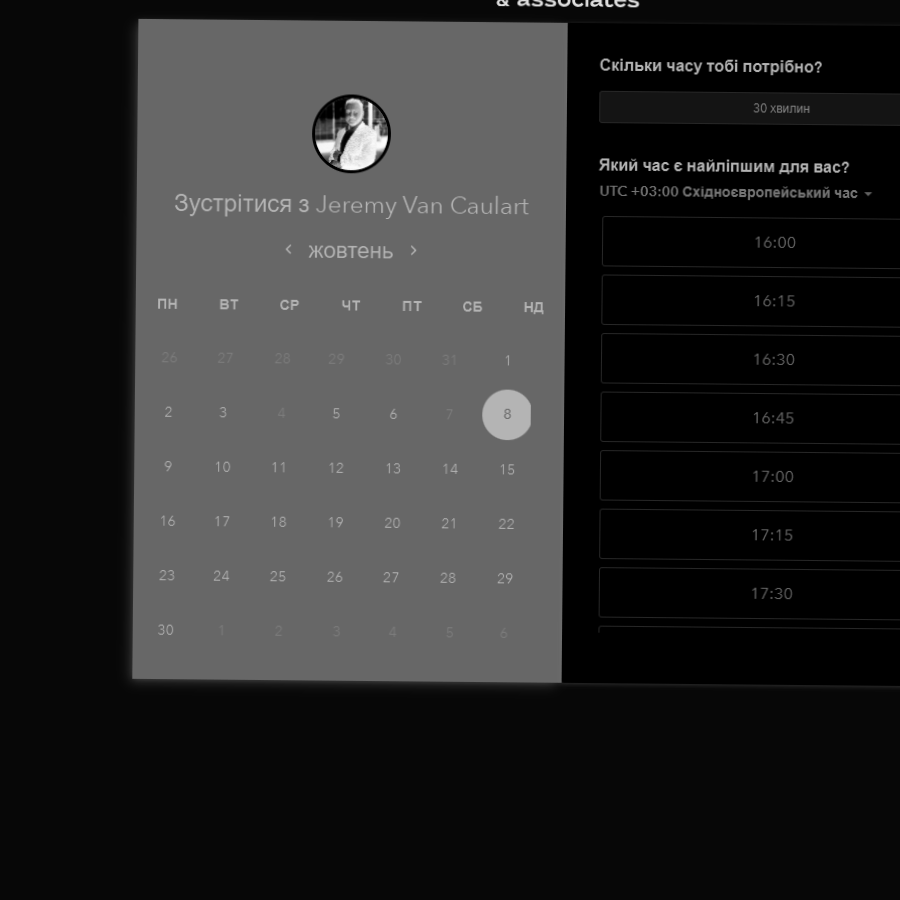 & associates
Зустрітися з Jeremy Van Caulart
жовтень
ПН ВТ СР ЧТ ПТ СБ НД
26 27 28 29 30 31 1
2 3 4 5 6 7 8
9 10 11 12 13 14 15
16 17 18 19 20 21 22
23 24 25 26 27 28 29
30 1 2 3 4 5 6
Скільки часу тобі потрібно?
30 хвилин
Який час є найліпшим для вас?
UTC +03:00 Східноєвропейський час
16:00
16:15
16:30
16:45
17:00
17:15
17:30